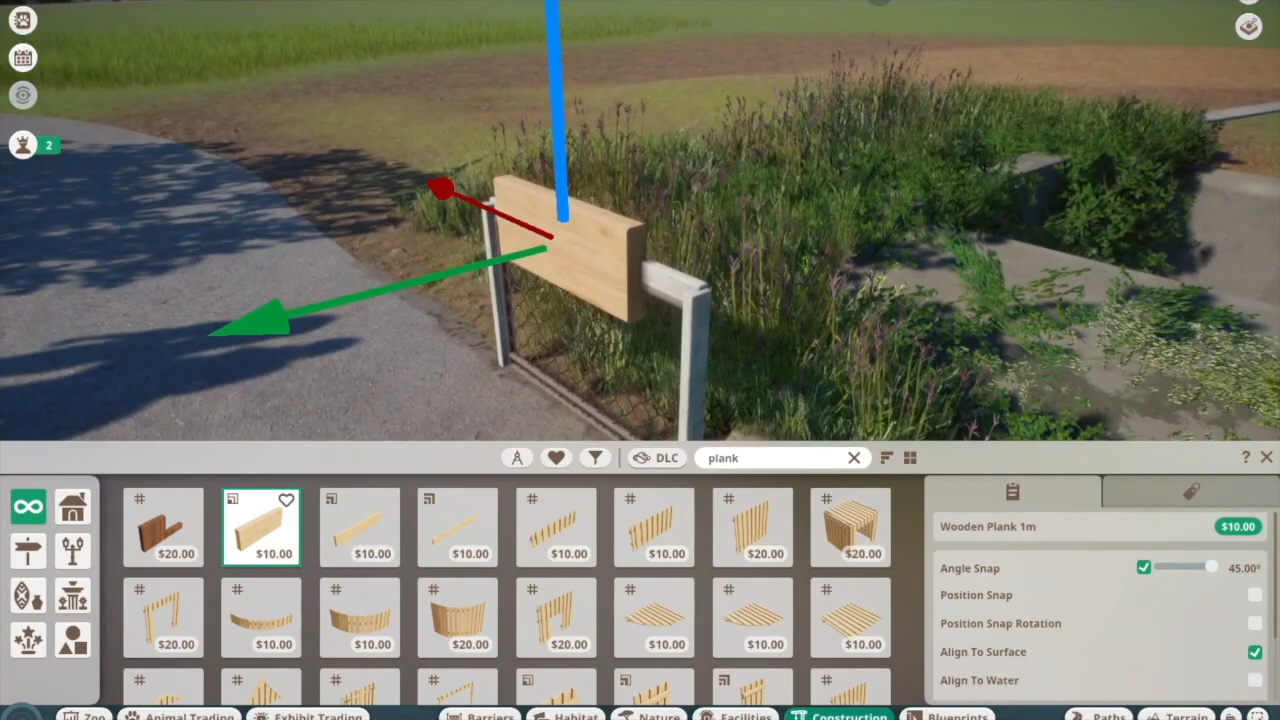 2
DLC
plank
?
$20.00
$10.00
$10.00
$10.00
$10.00
$10.00
$20.00
$20.00
Wooden Plank 1m
$10.00
Angle Snap
45.00°
Position Snap
Position Snap Rotation
Align To Surface
Align To Water
$20.00
$10.00
$10.00
$20.00
$20.00
$10.00
$10.00
$10.00
Zoo
Animal Trading
Exhibit Trading
Barriers
Habitat
Nature
Facilities
Construction
Blueprints
Paths
Terrain